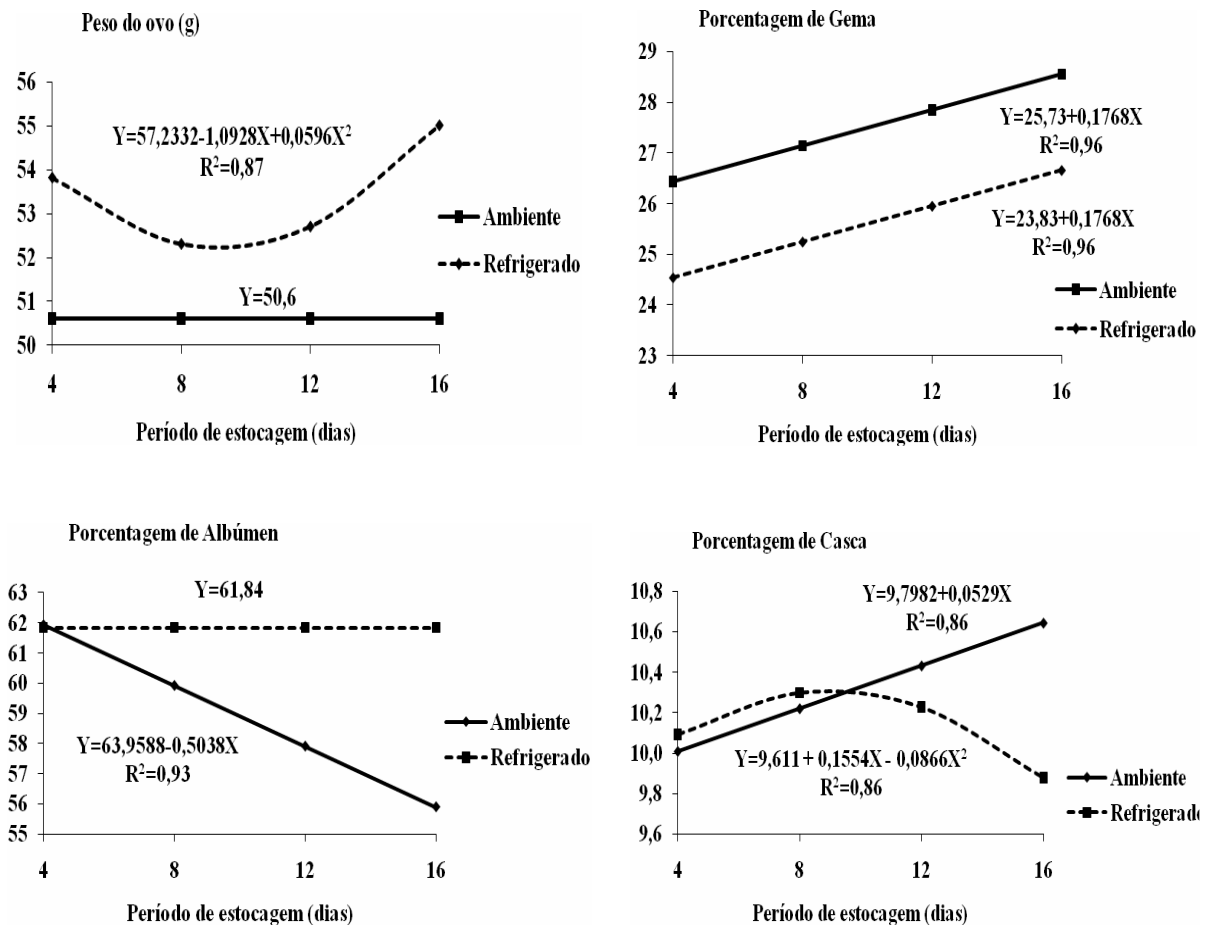 Peso do ovo (g)
56
55
54
53
52
51
50
Y=57,2332-1,0928X+0,0596X²
R²=0,87
Y=50,6
Ambiente
Refrigerado
4 8 12 16
Período de estocagem (dias)
Porcentagem de Gema
29
28
27
26
25
24
23
Y=25,73+0,1768X
R²=0,96
Y=23,83+0,1768X
R²=0,96
Ambiente
Refrigerado
4 8 12 16
Período de estocagem (dias)
Porcentagem de Albúmen
63
62
61
60
59
58
57
56
55
Y=61,84
Y=63,9588-0,5038X
R²=0,93
Ambiente
Refrigerado
4 8 12 16
Período de estocagem (dias)
Porcentagem de Casca
10,8
10,6
10,4
10,2
10,0
9,8
9,6
Y=9,7982+0,0529X
R²=0,86
Y=9,611 + 0,1554X - 0,0866X²
R²=0,86
Ambiente
Refrigerado
4 8 12 16
Período de estocagem (dias)